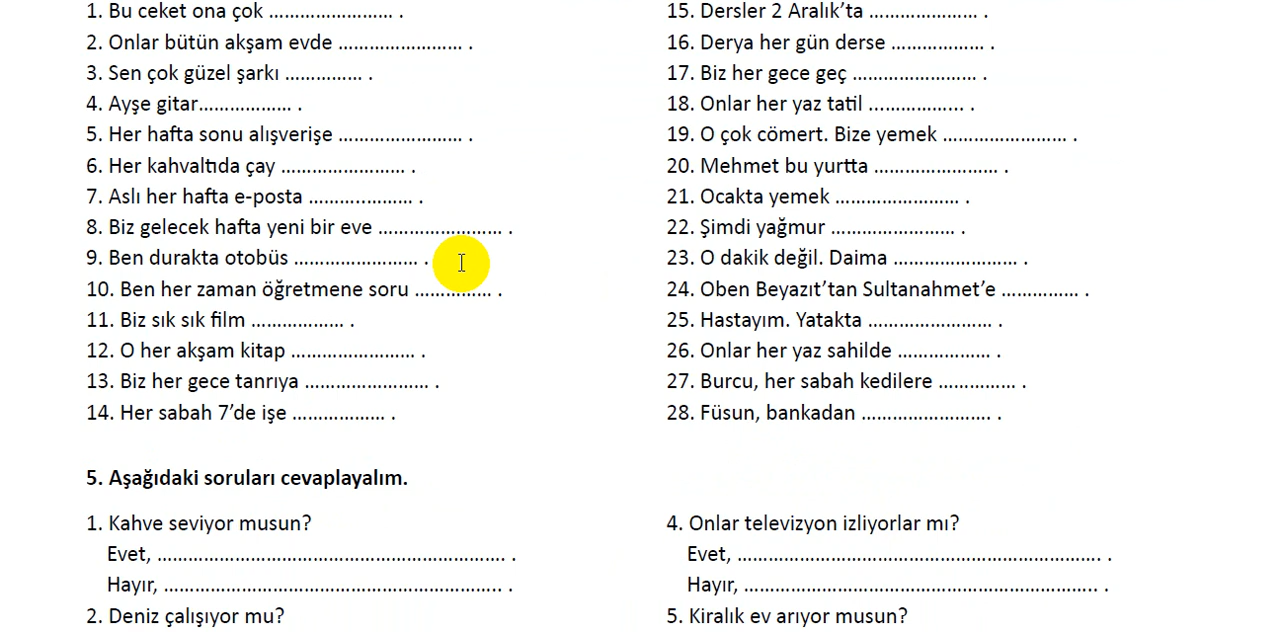 1. Bu ceket ona çok ........................ .
2. Onlar bütün akşam evde ........................ .
3. Sen çok güzel şarkı ............... .
4. Ayşe gitar.................. .
5. Her hafta sonu alışverişe ........................ .
6. Her kahvaltıda çay ........................ .
7. Aslı her hafta e-posta .................... .
8. Biz gelecek hafta yeni bir eve ........................ .
9. Ben durakta otobüs ........................ .
10. Ben her zaman öğretmene soru ............... .
11. Biz sık sık film .................. .
12. O her akşam kitap ........................ .
13. Biz her gece tanrıya ........................ .
14. Her sabah 7’de işe .................. .
15. Dersler 2 Aralık’ta ..................... .
16. Derya her gün derse .................. .
17. Biz her gece geç ........................ .
18. Onlar her yaz tatil ................... .
19. O çok cömert. Bize yemek ........................ .
20. Mehmet bu yurtta ........................ .
21. Ocakta yemek ........................ .
22. Şimdi yağmur ........................ .
23. O dakik değil. Daima ........................ .
24. Oben Beyazıt’tan Sultanahmet’e ............... .
25. Hastayım. Yatakta ........................ .
26. Onlar her yaz sahilde .................. .
27. Burcu, her sabah kedilere ............... .
28. Füsun, bankadan ......................... .
5. Aşağıdaki soruları cevaplayalım.
1. Kahve seviyor musun?
Evet, .................................................................. .
Hayır, ................................................................. .
2. Deniz çalışıyor mu?
4. Onlar televizyon izliyorlar mı?
Evet, ...................................................................... .
Hayır, .................................................................... .
5. Kiralık ev arıyor musun?